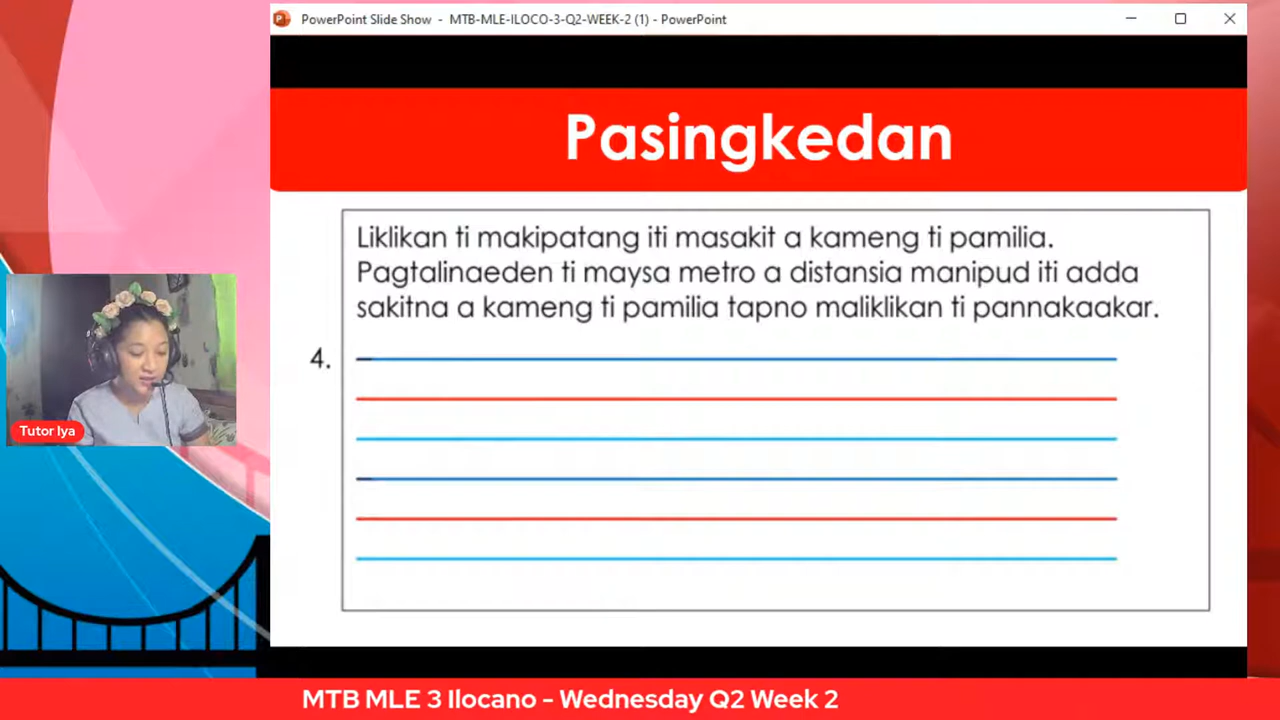 PowerPoint Slide Show - MTB-MLE-ILOCO-3-Q2-WEEK-2 (1) - PowerPoint
Pasingkedan
Liklikan ti makipatang iti masakit a kameng ti pamilia.
Pagtalinaeden ti maysa metro a distansia manipud iti adda
sakitna a kameng ti pamilia tapno maliklikan ti pannakaakar.
4.
Tutor Iya
MTB MLE 3 Ilocano - Wednesday Q2 Week 2